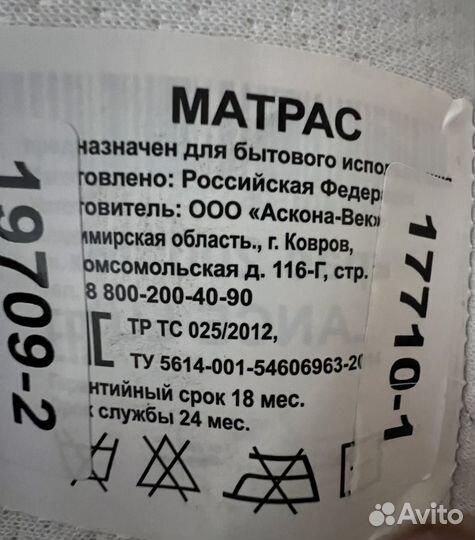 МАТРАС
назначен для бытового испол
товлено: Российская Федер
товитель: ООО «Аскона-Век»
имирская область., г. Ковров,
омсомольская д. 116-Г, стр.
8 800-200-40-90
ТР ТС 025/2012,
ТУ 5614-001-54606963-20
рантийный срок 18 мес.
к службы 24 мес.
19709-2
17710-1
Avito